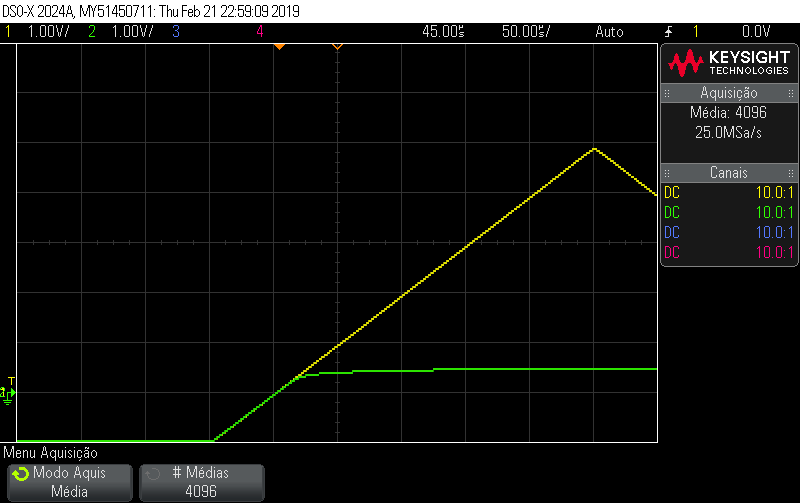 DSO-X 2024A, MY51450711: Thu Feb 21 22:59:09 2019
1 1.00V/ 2 1.00V/ 3 4 45.00s 50.00s/ Auto 1 0.0V
KEYSIGHT
TECHNOLOGIES
Aquisição
Média: 4096
25.0MSa/s
Canais
DC 10.0:1
DC 10.0:1
DC 10.0:1
DC 10.0:1
T
2
Menu Aquisição
Modo Aquis
Média
# Médias
4096